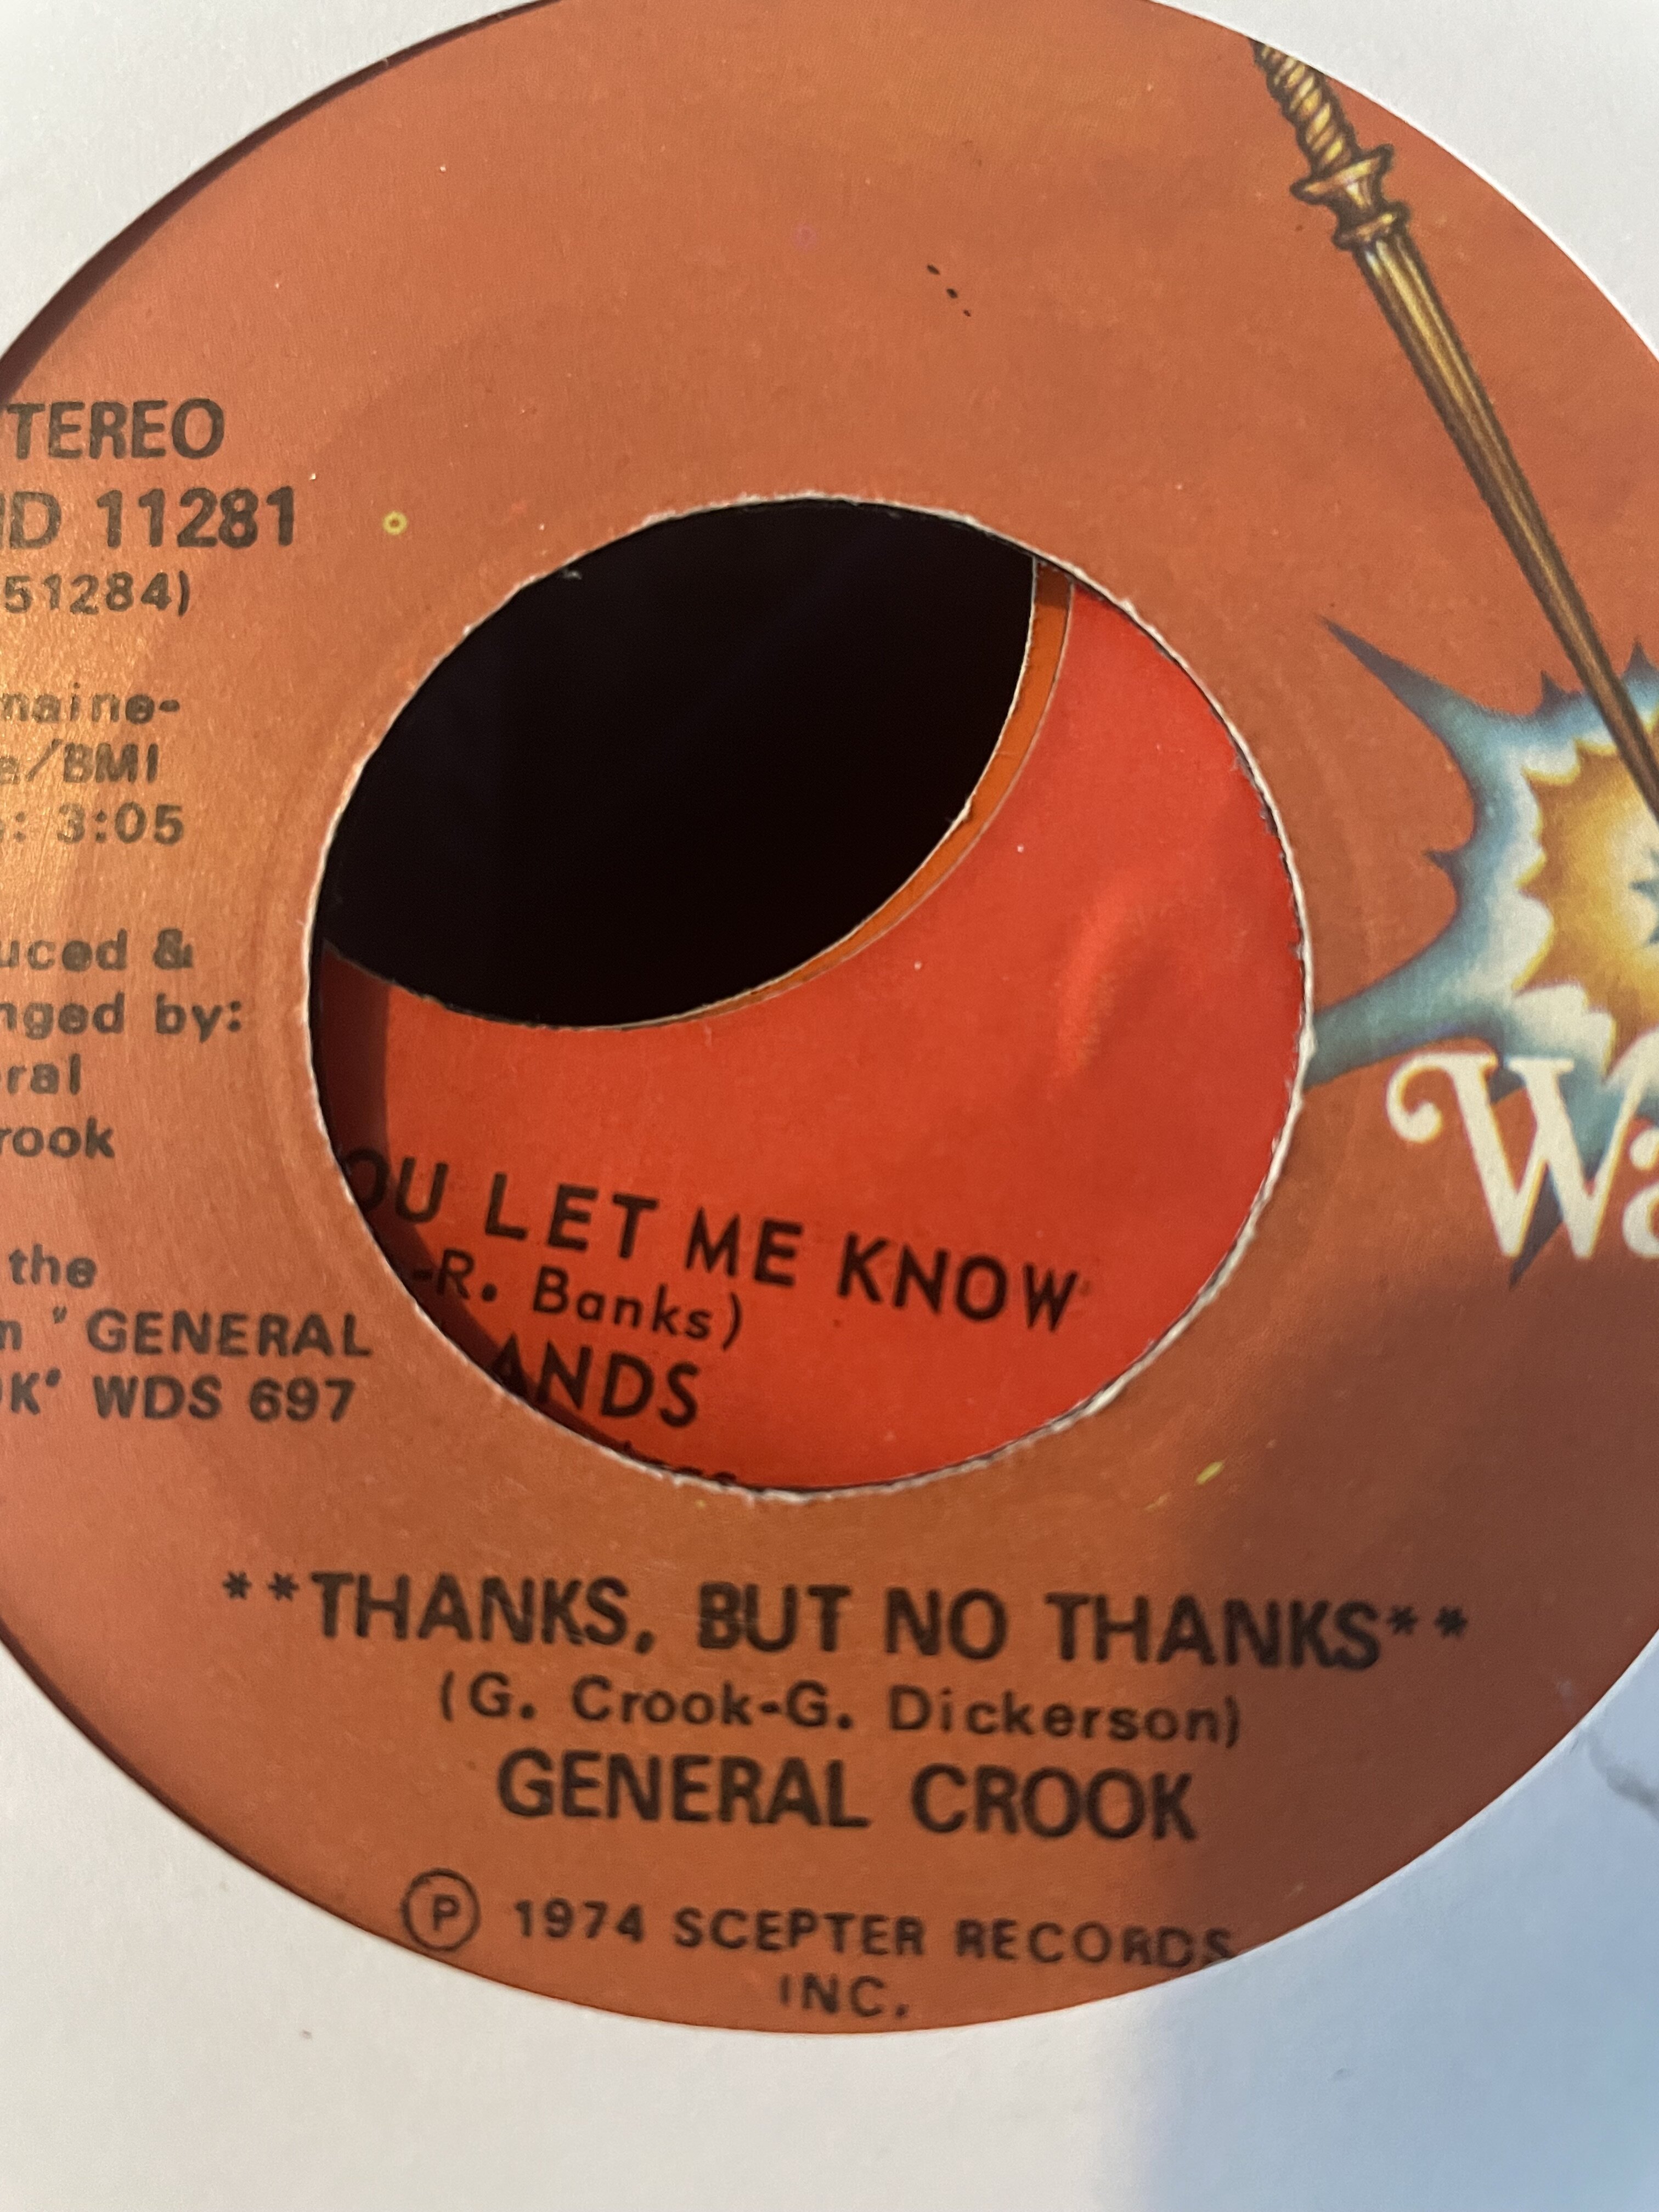 TEREO
D 11281
51284)
maine-
e/BMI
: 3:05
uced &
nged by:
ral
rook
the
m "GENERAL
OK" WDS 697
Wa
OU LET ME KNOW
-R. Banks)
ANDS
**THANKS, BUT NO THANKS**
(G. Crook-G. Dickerson)
GENERAL CROOK
Ⓟ 1974 SCEPTER RECORDS
INC.